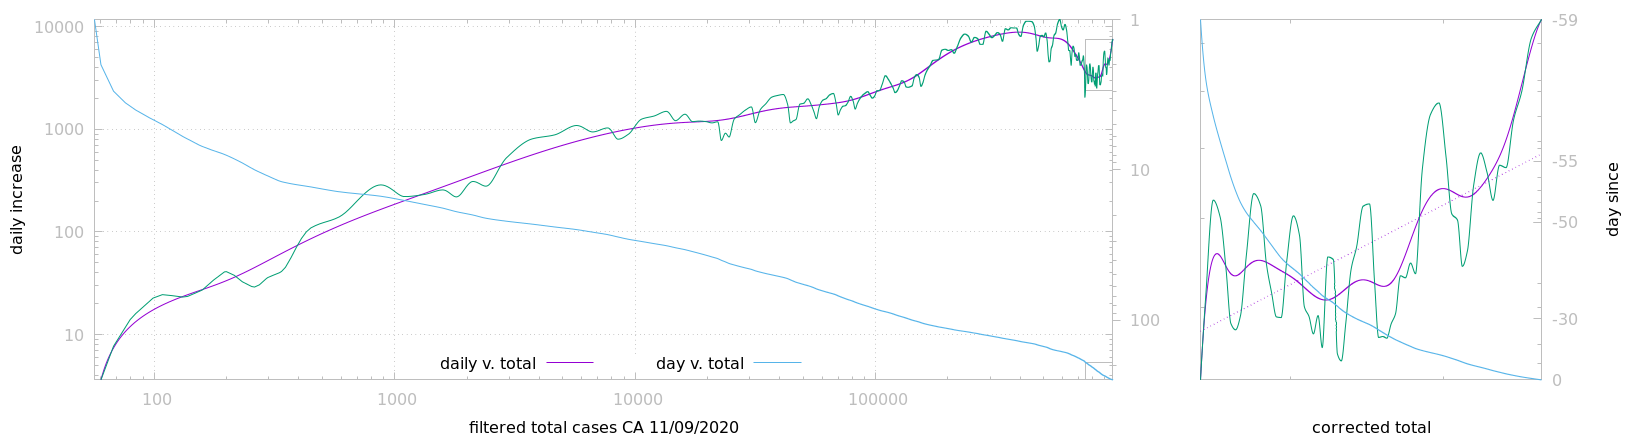 10000
1000
100
10
daily increase
100
1000
10000
100000
filtered total cases CA 11/09/2020
daily v. total
day v. total
1
10
100
-59
-55
-50
-30
0
day since
corrected total